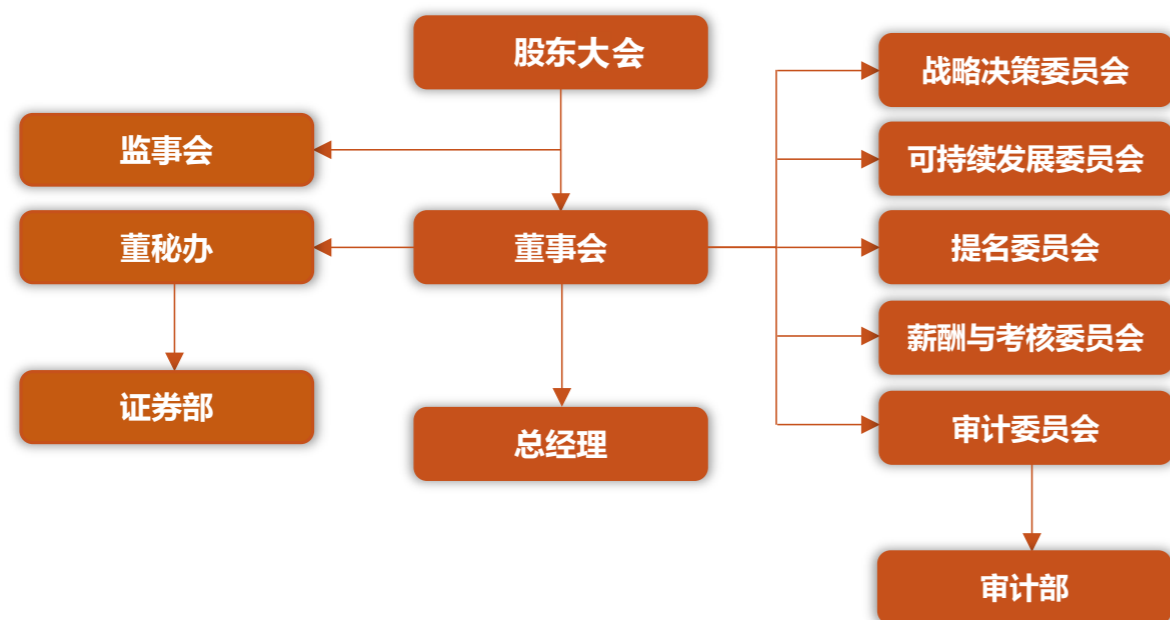 股东大会
战略决策委员会
监事会
可持续发展委员会
董秘办
董事会
提名委员会
薪酬与考核委员会
证券部
总经理
审计委员会
审计部